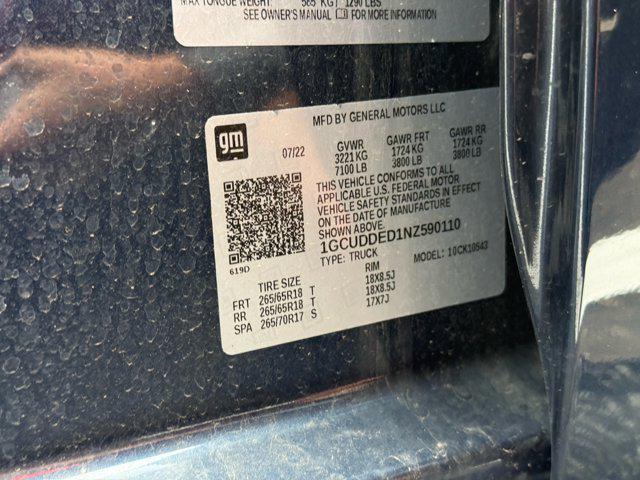 MAX TONGUE WEIGHT: 585 KG 1290 LBS
SEE OWNER'S MANUAL FOR MORE INFORMATION
MFD BY GENERAL MOTORS LLC
gm
07/22
GVWR GAWR FRT GAWR RR
3221 KG 1724 KG 1724 KG
7100 LB 3800 LB 3800 LB
THIS VEHICLE CONFORMS TO ALL
APPLICABLE U.S. FEDERAL MOTOR
VEHICLE SAFETY STANDARDS IN EFFECT
ON THE DATE OF MANUFACTURE
SHOWN ABOVE.
1GCUDDED1NZ590110
TYPE: TRUCK MODEL: 10CK10543
619D
TIRE SIZE RIM
FRT 265/65R18 T 18X8.5J
RR 265/65R18 T 18X8.5J
SPA 265/70R17 S 17X7J